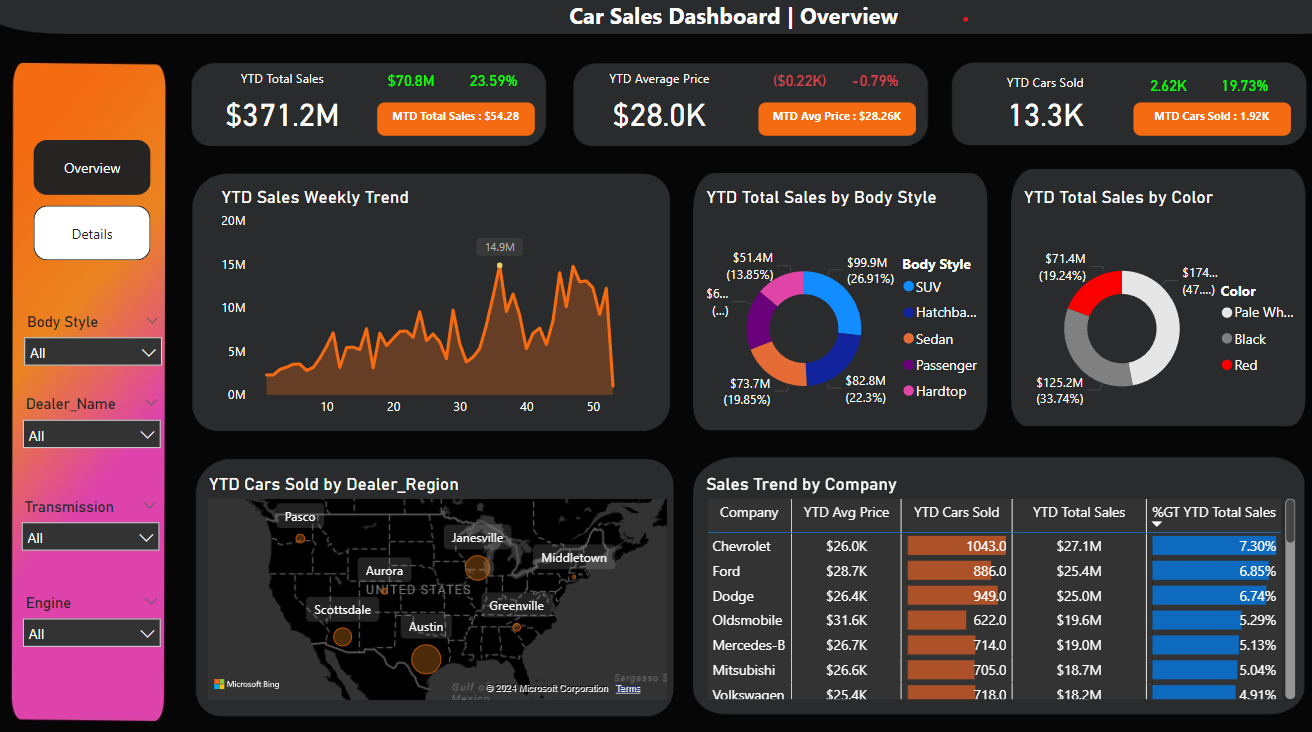 Car Sales Dashboard | Overview
YTD Total Sales
$70.8M 23.59%
$371.2M
MTD Total Sales : $54.28
YTD Average Price
($0.22K) -0.79%
$28.0K
MTD Avg Price : $28.26K
YTD Cars Sold
2.62K 19.73%
13.3K
MTD Cars Sold : 1.92K
Overview
Details
Body Style
All
Dealer_Name
All
Transmission
All
Engine
All
YTD Sales Weekly Trend
20M
15M
10M
5M
0M
14.9M
10 20 30 40 50
YTD Total Sales by Body Style
$51.4M
(13.85%)
$99.9M
(26.91%)
$6...
(...)
$73.7M
(19.85%)
$82.8M
(22.3%)
Body Style
SUV
Hatchba...
Sedan
Passenger
Hardtop
YTD Total Sales by Color
$71.4M
(19.24%)
$174...
(47....)
$125.2M
(33.74%)
Color
Pale Wh...
Black
Red
YTD Cars Sold by Dealer_Region
Pasco
Janesville
Middletown
Aurora
UNITED STATES
Scottsdale
Greenville
Austin
Gulf of
Mexico
Sargasso S
Microsoft Bing
© 2024 Microsoft Corporation Terms
Sales Trend by Company
Company YTD Avg Price YTD Cars Sold YTD Total Sales %GT YTD Total Sales
Chevrolet $26.0K 1043.0 $27.1M 7.30%
Ford $28.7K 886.0 $25.4M 6.85%
Dodge $26.4K 949.0 $25.0M 6.74%
Oldsmobile $31.6K 622.0 $19.6M 5.29%
Mercedes-B $26.7K 714.0 $19.0M 5.13%
Mitsubishi $26.6K 705.0 $18.7M 5.04%
Volkswagen $25.4K 718.0 $18.2M 4.91%